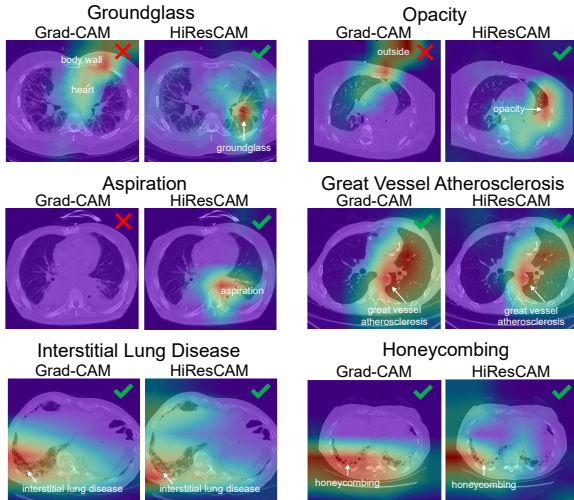 Groundglass
Grad-CAM
HiResCAM
body wall
heart
groundglass
Opacity
Grad-CAM
HiResCAM
outside
opacity
Aspiration
Grad-CAM
HiResCAM
aspiration
Great Vessel Atherosclerosis
Grad-CAM
HiResCAM
great vessel
atherosclerosis
great vessel
atherosclerosis
Interstitial Lung Disease
Grad-CAM
HiResCAM
interstitial lung disease
interstitial lung disease
Honeycombing
Grad-CAM
HiResCAM
honeycombing
honeycombing